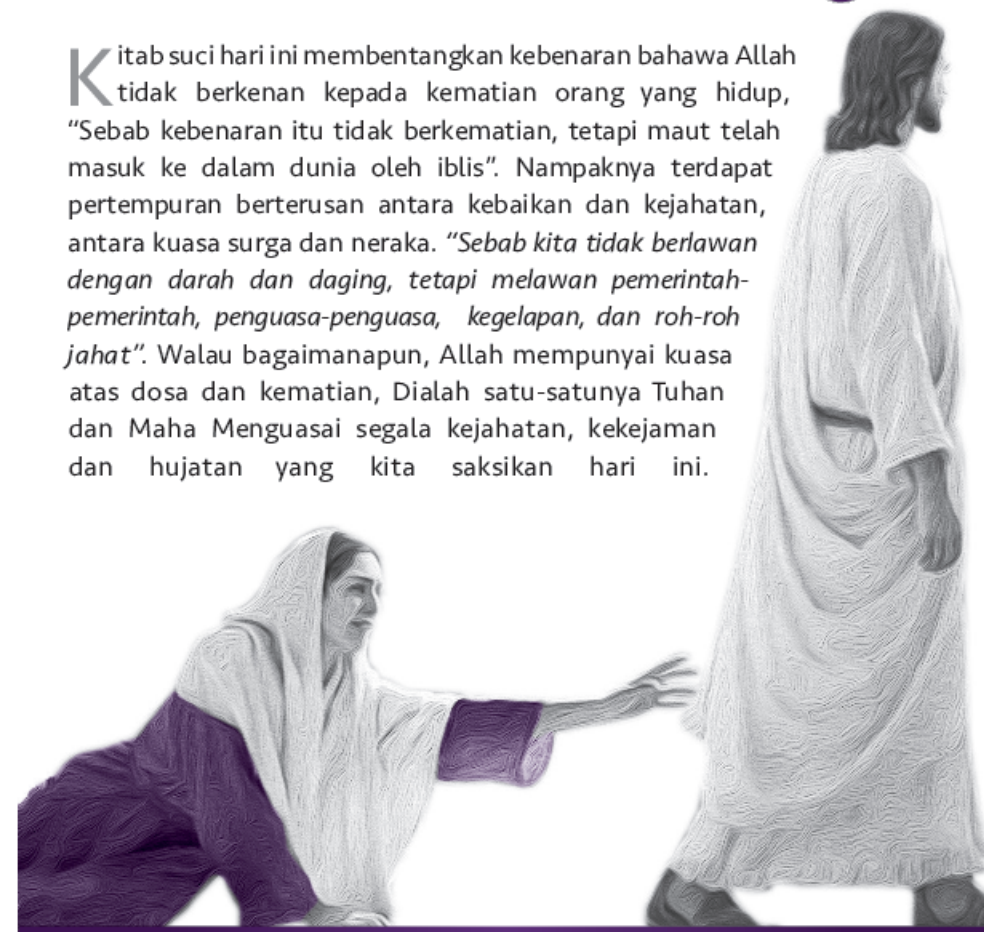 Kitab suci hari ini membentangkan kebenaran bahawa Allah
tidak berkenan kepada kematian orang yang hidup,
“Sebab kebenaran itu tidak berkematian, tetapi maut telah
masuk ke dalam dunia oleh iblis”. Nampaknya terdapat
pertempuran berterusan antara kebaikan dan kejahatan,
antara kuasa surga dan neraka. “Sebab kita tidak berlawan
dengan darah dan daging, tetapi melawan pemerintah-
pemerintah, penguasa-penguasa, kegelapan, dan roh-roh
jahat”. Walau bagaimanapun, Allah mempunyai kuasa
atas dosa dan kematian, Dialah satu-satunya Tuhan
dan Maha Menguasai segala kejahatan, kekejaman
dan hujatan yang kita saksikan hari ini.